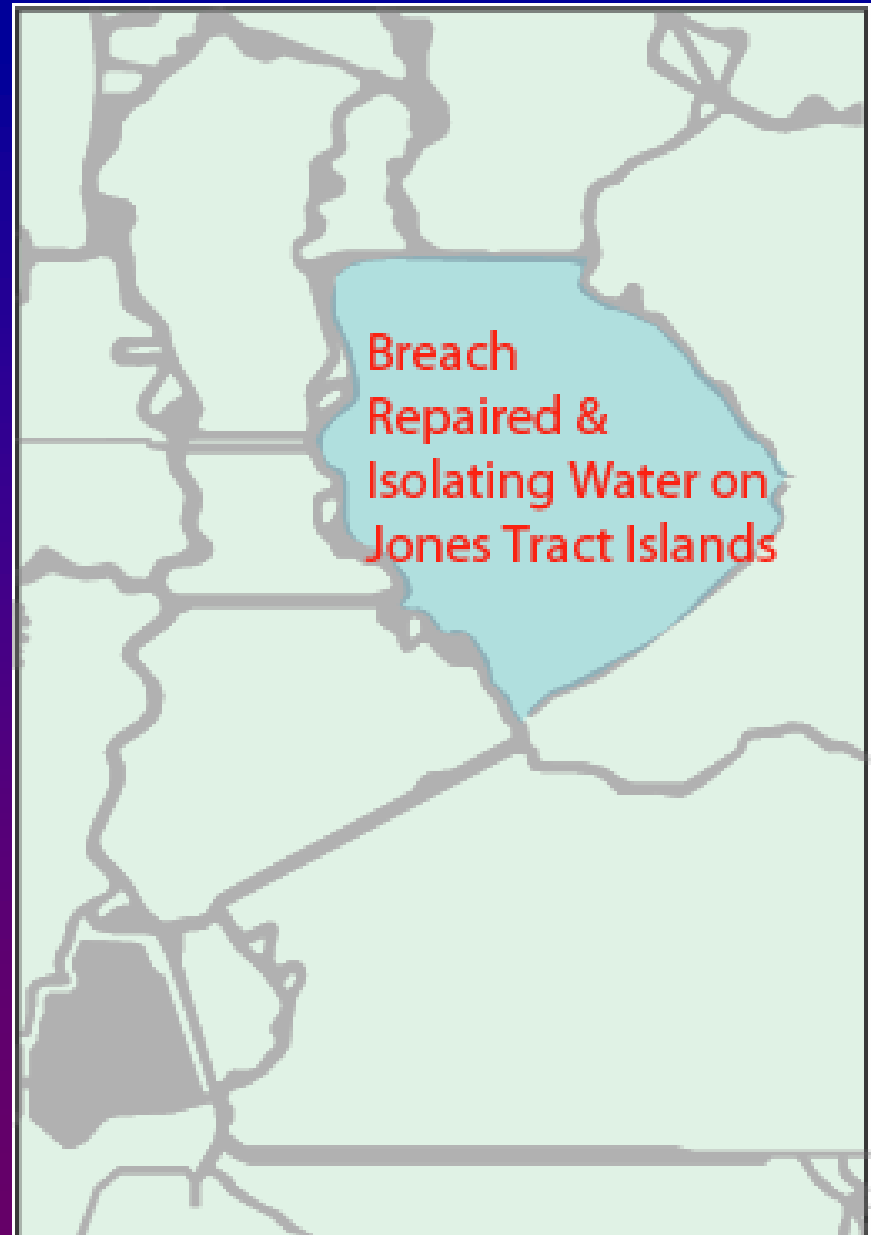 Breach
Repaired &
Isolating Water on
Jones Tract Islands